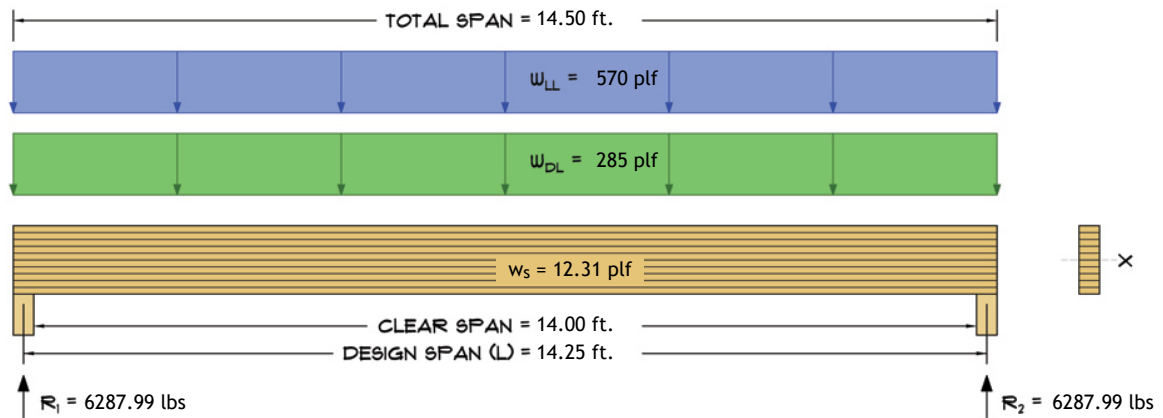 TOTAL SPAN = 14.50 ft.
wLL = 570 plf
wDL = 285 plf
ws = 12.31 plf
X
CLEAR SPAN = 14.00 ft.
DESIGN SPAN (L) = 14.25 ft.
R1 = 6287.99 lbs
R2 = 6287.99 lbs